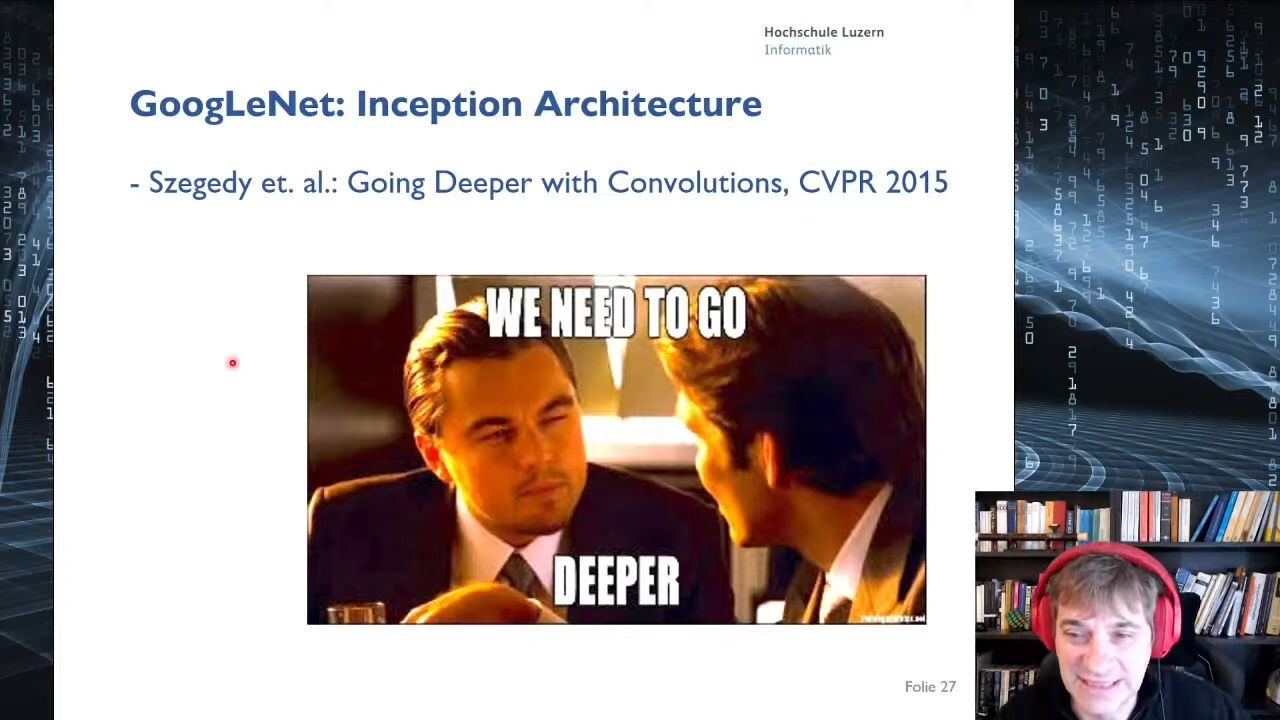 Hochschule Luzern
Informatik
GoogLeNet: Inception Architecture
- Szegedy et. al.: Going Deeper with Convolutions, CVPR 2015
WE NEED TO GO
DEEPER
Folie 27